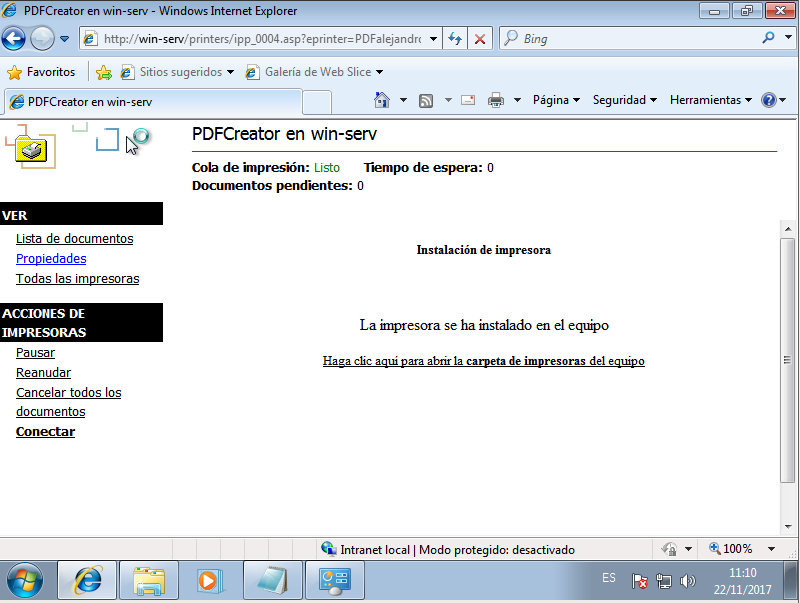 PDFCreator en win-serv - Windows Internet Explorer
http://win-serv/printers/ipp_0004.asp?eprinter=PDFalejandro
Bing
Favoritos
Sitios sugeridos
Galería de Web Slice
PDFCreator en win-serv
Página
Seguridad
Herramientas
PDFCreator en win-serv
Cola de impresión: Listo Tiempo de espera: 0
Documentos pendientes: 0
VER
Lista de documentos
Propiedades
Todas las impresoras
ACCIONES DE
IMPRESORAS
Pausar
Reanudar
Cancelar todos los
documentos
Conectar
Instalación de impresora
La impresora se ha instalado en el equipo
Haga clic aquí para abrir la carpeta de impresoras del equipo
Intranet local | Modo protegido: desactivado
100%
ES
11:10
22/11/2017